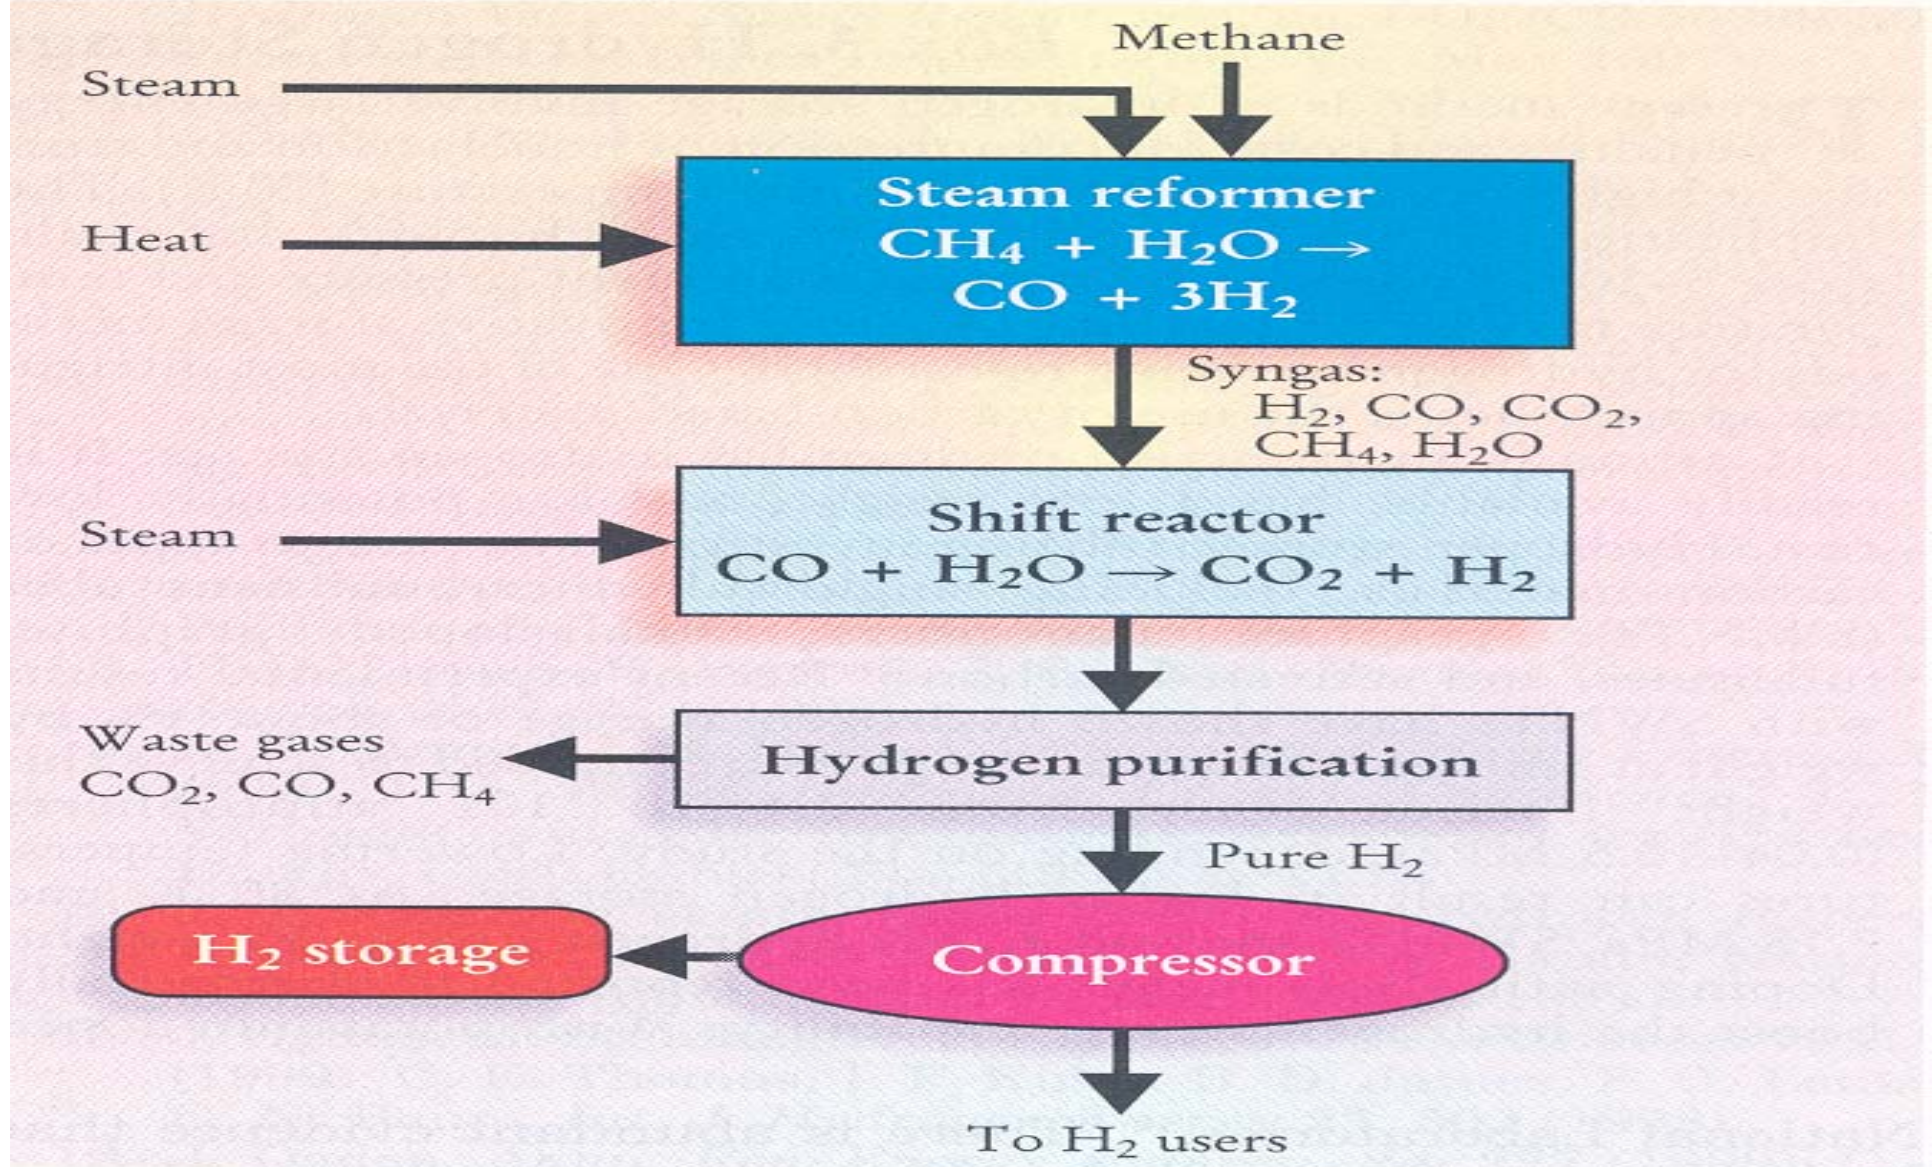 Methane
Steam
Steam reformer
CH₄ + H₂O →
CO + 3H₂
Heat
Syngas:
H₂, CO, CO₂,
CH₄, H₂O
Shift reactor
CO + H₂O → CO₂ + H₂
Steam
Hydrogen purification
Waste gases
CO₂, CO, CH₄
Pure H₂
H₂ storage
Compressor
To H₂ users